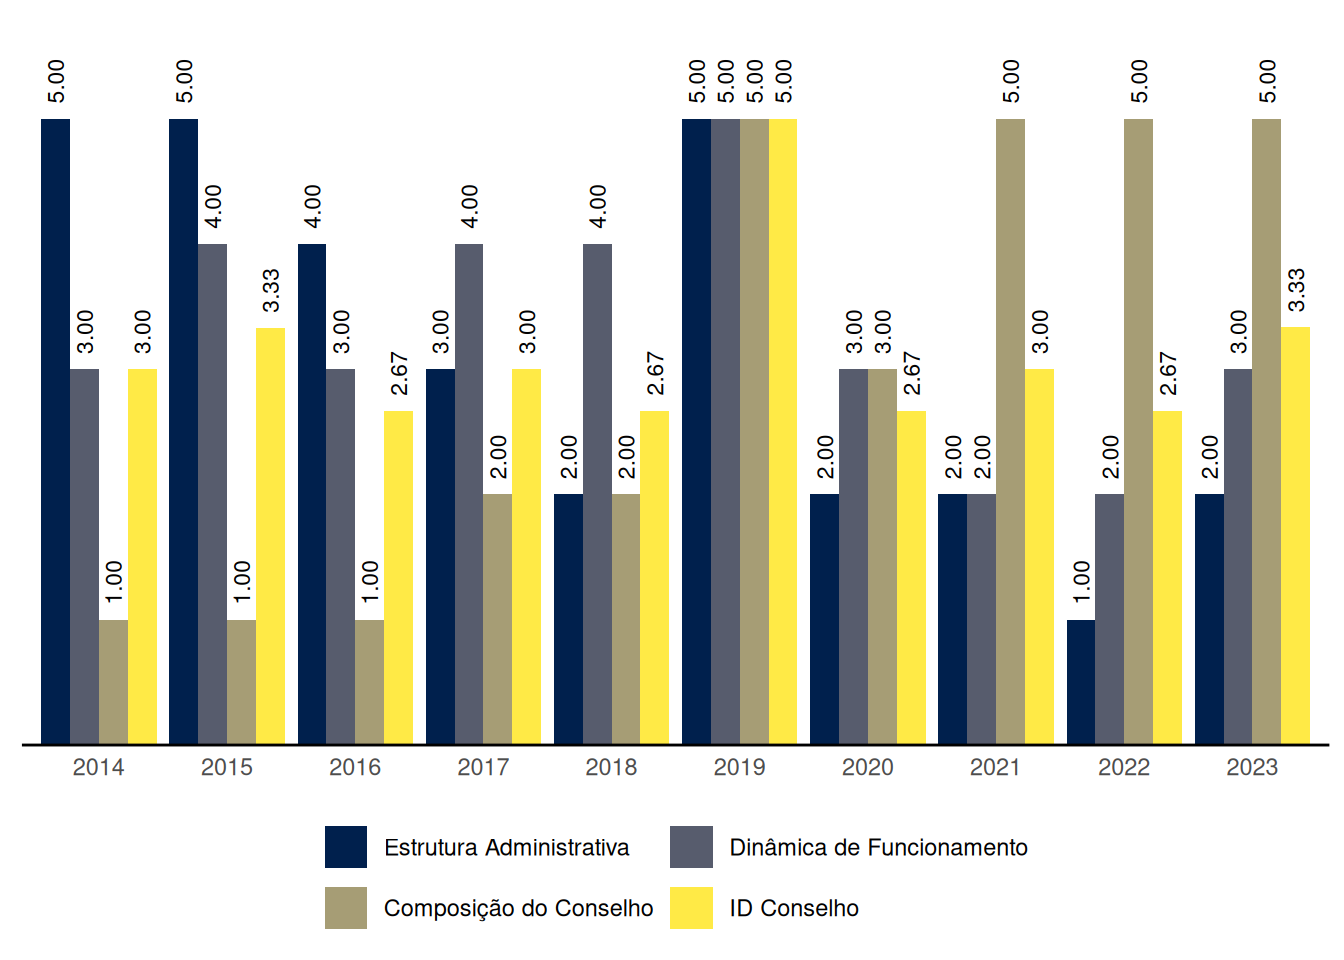 5.00 3.00 1.00 3.00
5.00 4.00 1.00 3.33
4.00 3.00 1.00 2.67
3.00 4.00 2.00 3.00
2.00 4.00 2.00 2.67
5.00 5.00 5.00 5.00
2.00 3.00 3.00 2.67
2.00 2.00 5.00 3.00
1.00 2.00 5.00 2.67
2.00 3.00 5.00 3.33
2014 2015 2016 2017 2018 2019 2020 2021 2022 2023
Estrutura Administrativa Dinâmica de Funcionamento
Composição do Conselho ID Conselho